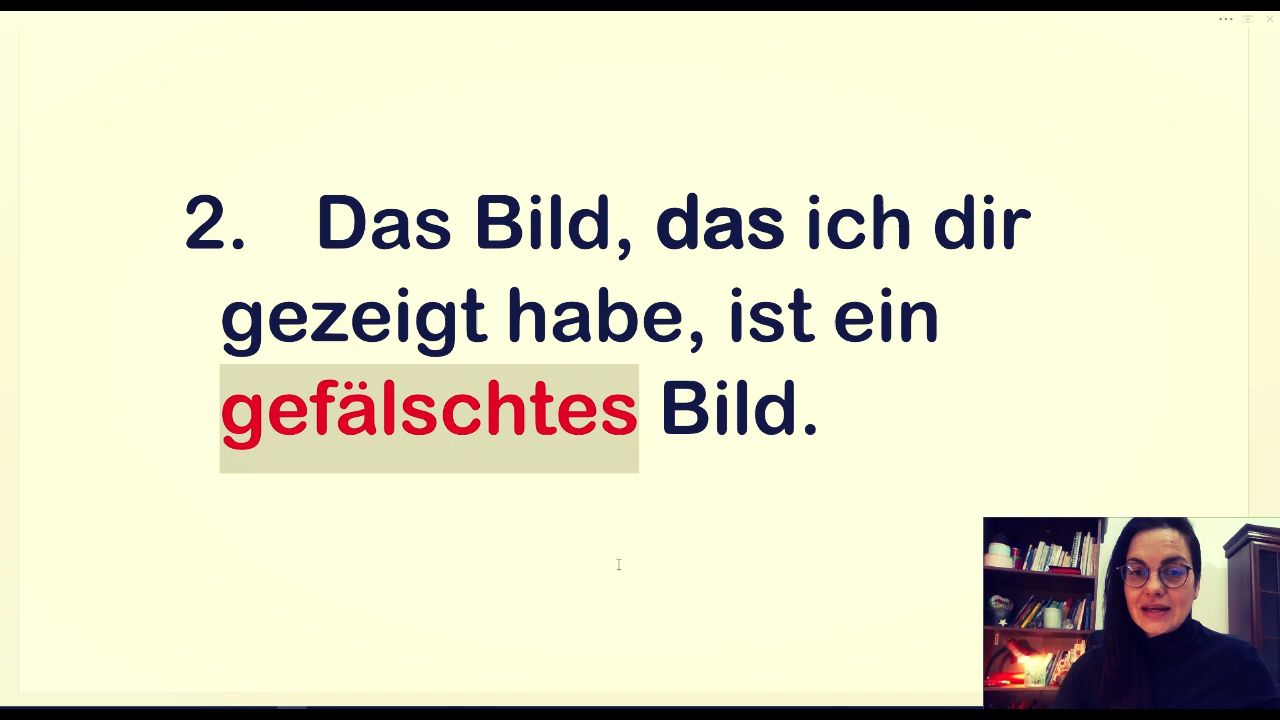 2. Das Bild, das ich dir
gezeigt habe, ist ein
gefälschtes Bild.